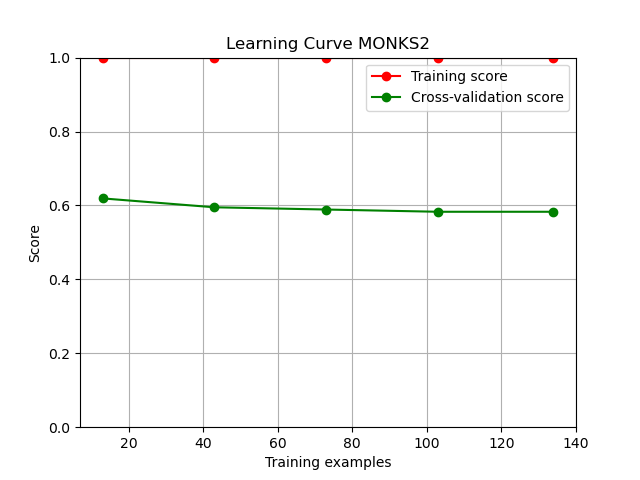 Learning Curve MONKS2
1.0
0.8
0.6
0.4
0.2
0.0
Score
Training score
Cross-validation score
20 40 60 80 100 120 140
Training examples